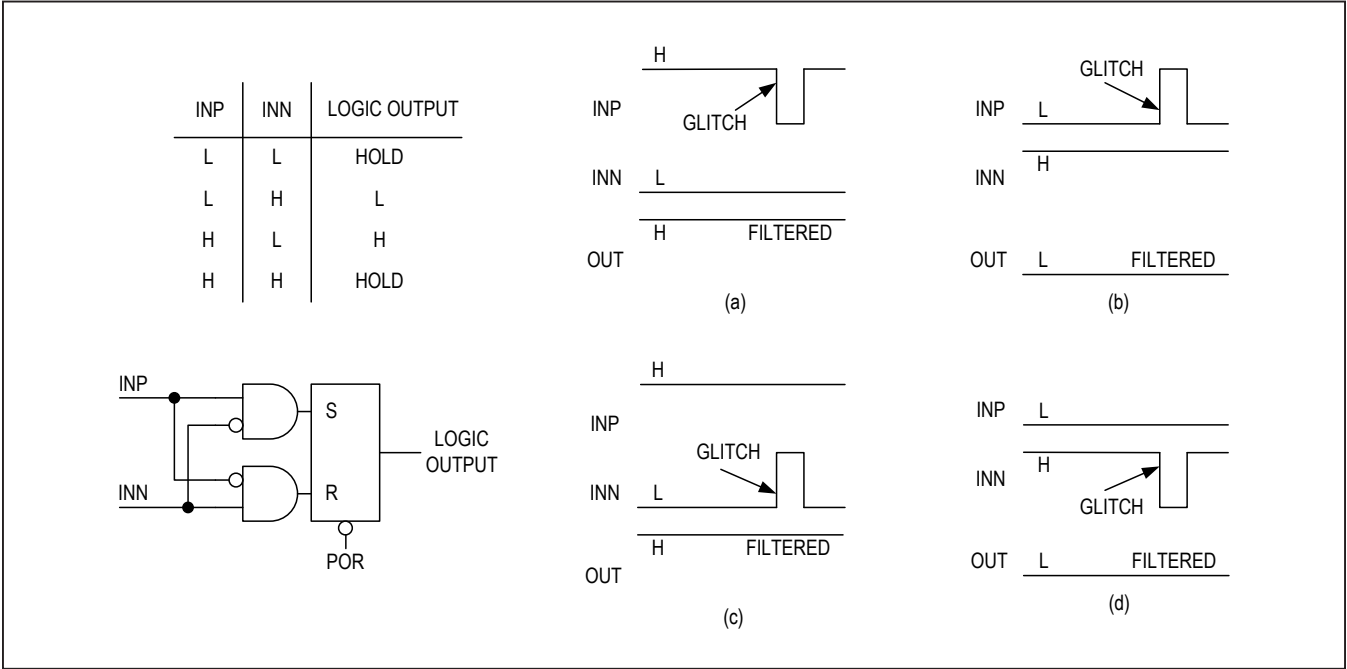 INP INN LOGIC OUTPUT
L L HOLD
L H L
H L H
H H HOLD
INP
INN
S
R
LOGIC
OUTPUT
POR
H
INP
GLITCH
INN L
H FILTERED
OUT
(a)
GLITCH
INP L
H
INN
OUT L FILTERED
(b)
H
INP
GLITCH
INN L
H FILTERED
OUT
(c)
INP L
H
INN
GLITCH
OUT L FILTERED
(d)